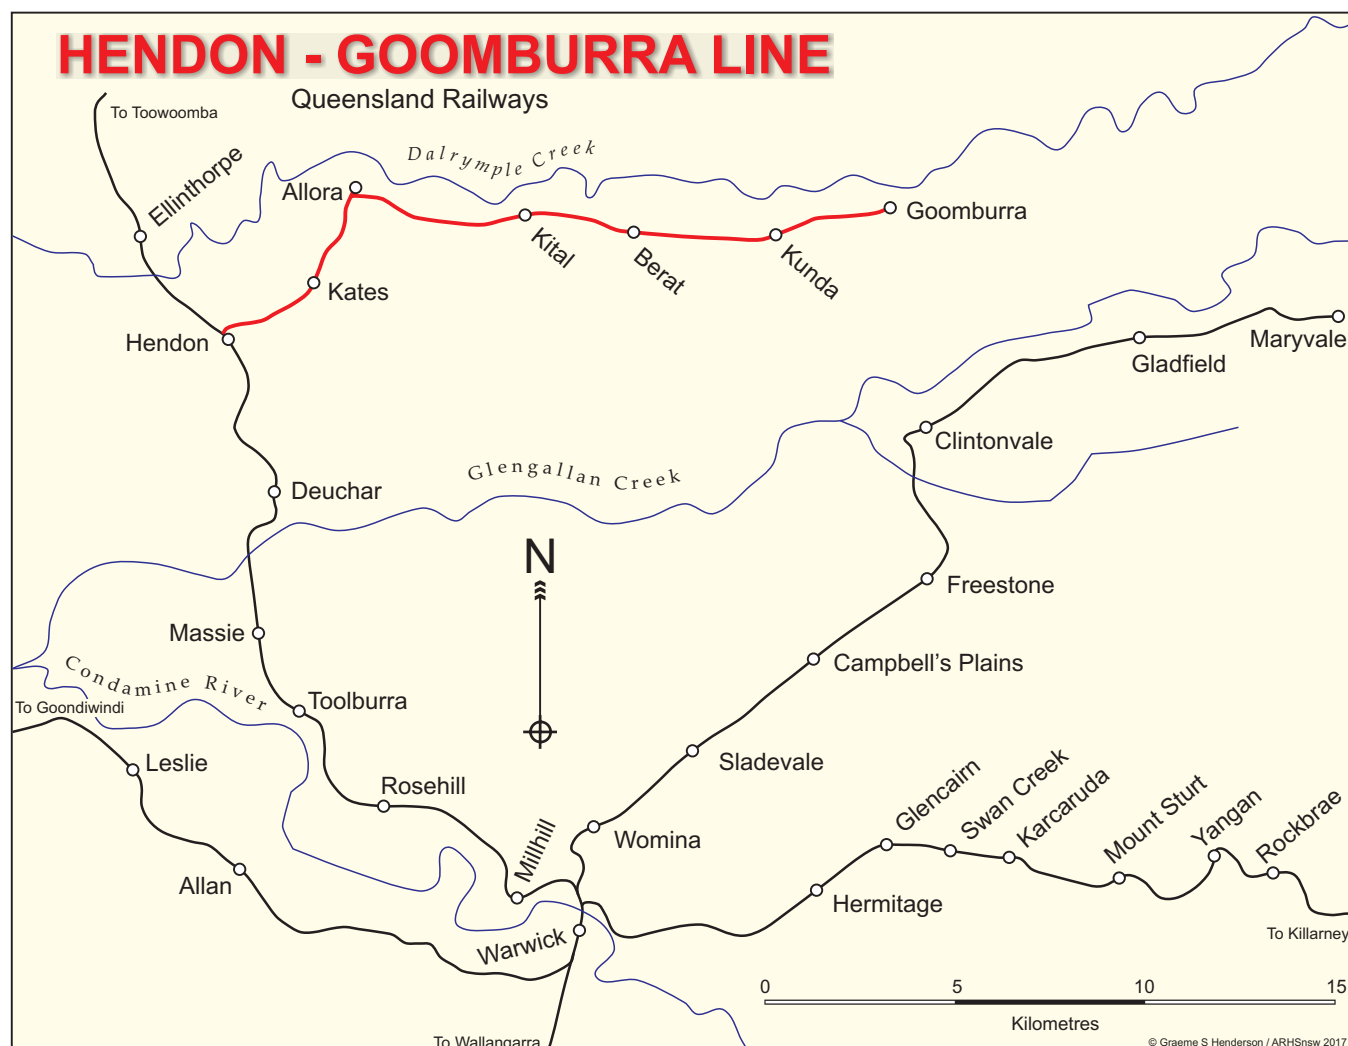 HENDON - GOOMBURRA LINE
Queensland Railways
To Toowoomba
Dalrymple Creek
Ellinthorpe
Allora
Goomburra
Kital
Berat
Kunda
Kates
Hendon
Maryvale
Gladfield
Clintonvale
Glengallan Creek
Deuchar
N
Freestone
Massie
Campbell's Plains
Condamine River
Toolburra
To Goondiwindi
Leslie
Sladevale
Rosehill
Glencairn
Swan Creek
Karcaruda
Mount Sturt
Yangan
Rockbrae
Womina
Millhill
Allan
Hermitage
Warwick
To Killarney
0 5 10 15
Kilometres
To Wallangarra
© Graeme S Henderson / ARHSnsw 2017